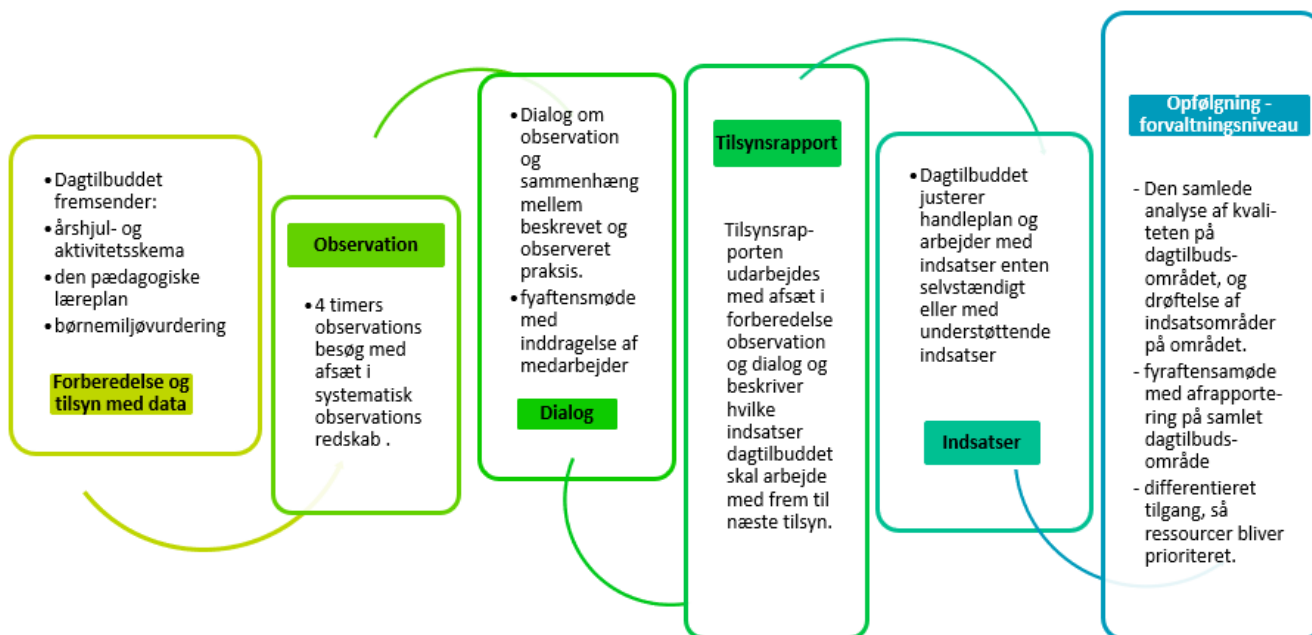 • Dagtilbuddet
fremsender:
• årshjul- og
aktivitetsskema
• den pædagogiske
læreplan
• børnemiljøvurdering
Forberedelse og
tilsyn med data
Observation
• 4 timers
observations
besøg med
afsæt i
systematisk
observations
redskab .
• Dialog om
observation
og
sammenhæng
mellem
beskrevet og
observeret
praksis.
• fyaftensmøde
med
inddragelse af
medarbejder
Dialog
Tilsynsrapport
Tilsynsrap-
porten
udarbejdes
med afsæt i
forberedelse
observation
og dialog og
beskriver
hvilke
indsatser
dagtilbuddet
skal arbejde
med frem til
næste tilsyn.
• Dagtilbuddet
justerer
handleplan og
arbejder med
indsatser enten
selvstændigt
eller med
understøttende
indsatser
Indsatser
Opfølgning -
forvaltningsniveau
- Den samlede
analyse af kvali-
teten på
dagtilbuds-
området, og
drøftelse af
indsatsområder
på området.
- fyraftensamøde
med afrapporte-
ring på samlet
dagtilbuds-
område
- differentieret
tilgang, så
ressourcer bliver
prioriteret.